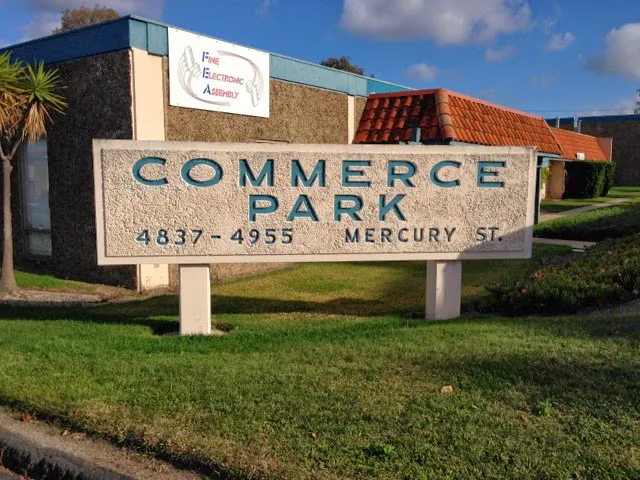 Fine
Electronic
Assembly
COMMERCE
PARK
4837-4955 MERCURY ST.